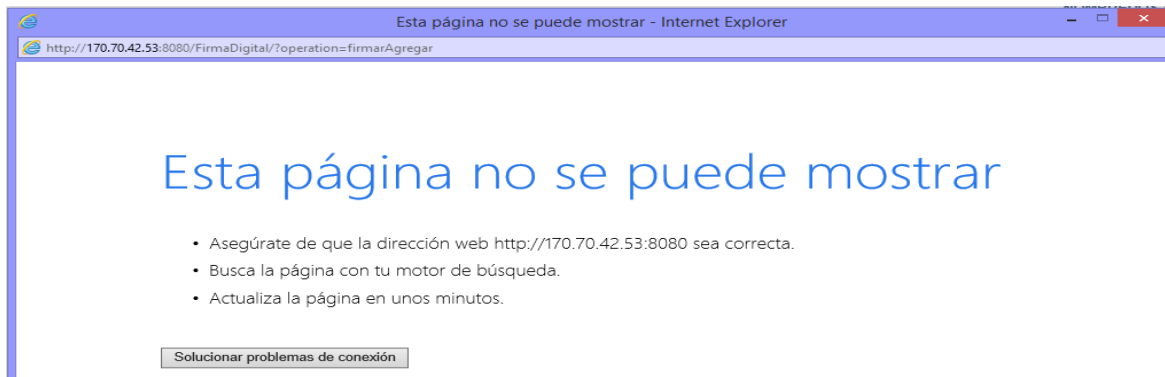 Esta página no se puede mostrar - Internet Explorer
http://170.70.42.53:8080/FirmaDigital/?operation=firmarAgregar
Esta página no se puede mostrar
• Asegúrate de que la dirección web http://170.70.42.53:8080 sea correcta.
• Busca la página con tu motor de búsqueda.
• Actualiza la página en unos minutos.
Solucionar problemas de conexión